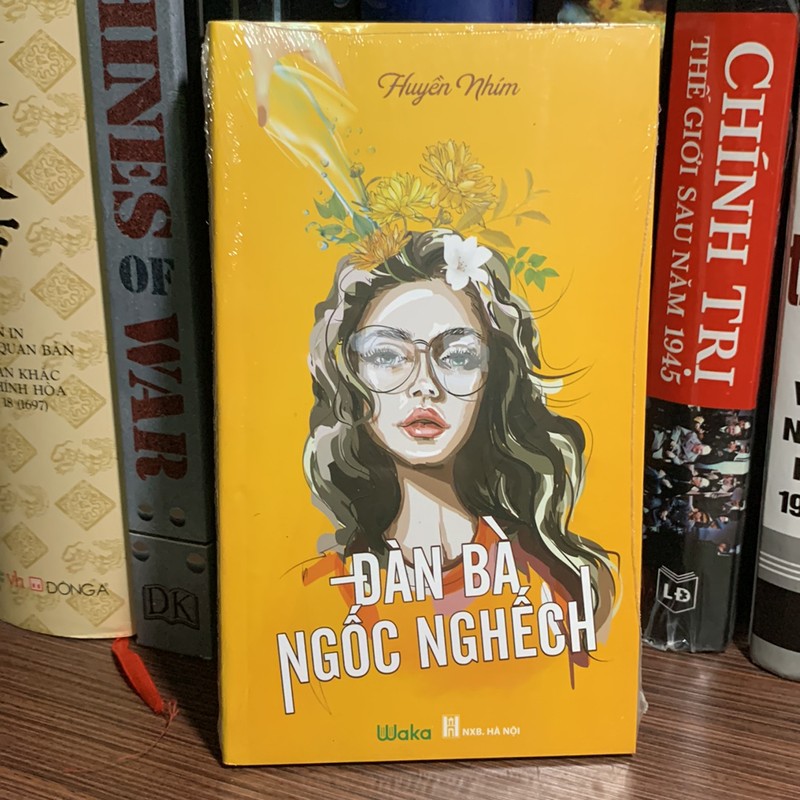 Huyền Nhím
ĐÀN BÀ
NGỐC NGHẾCH
Waka
NXB. HÀ NỘI
IN IN
QUAN BẢN
KHẮC
HÍNH HÒA
18 (1697)
ĐÔNG A
HINES OF WAR
DK
CHÍNH TRỊ
THẾ GIỚI SAU NĂM 1945
LĐ